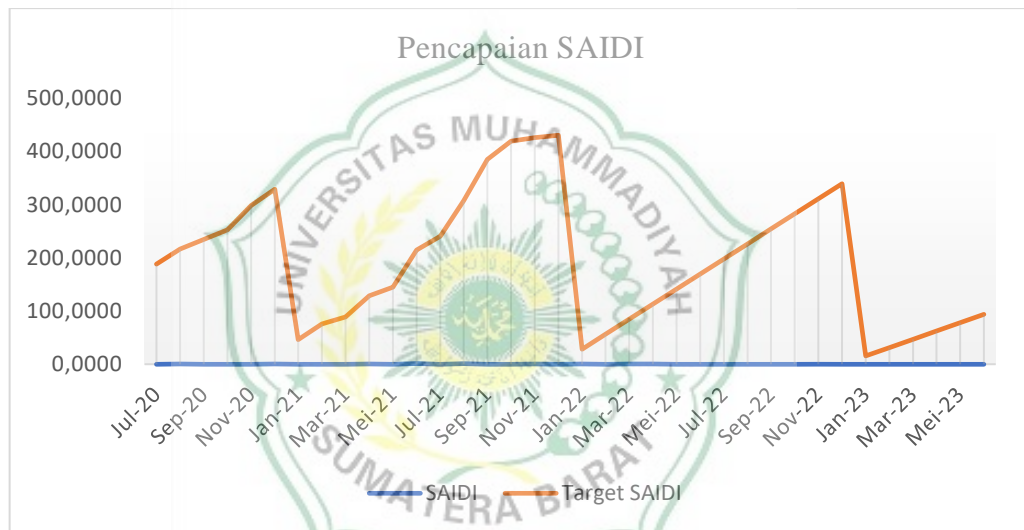 Pencapaian SAIDI
500,0000
400,0000
300,0000
200,0000
100,0000
0,0000
Jul-20 Sep-20 Nov-20 Jan-21 Mar-21 Mei-21 Jul-21 Sep-21 Nov-21 Jan-22 Mar-22 Mei-22 Jul-22 Sep-22 Nov-22 Jan-23 Mar-23 Mei-23
SAIDI Target SAIDI
UNIVERSITAS MUHAMMADIYAH
SUMATERA BARAT